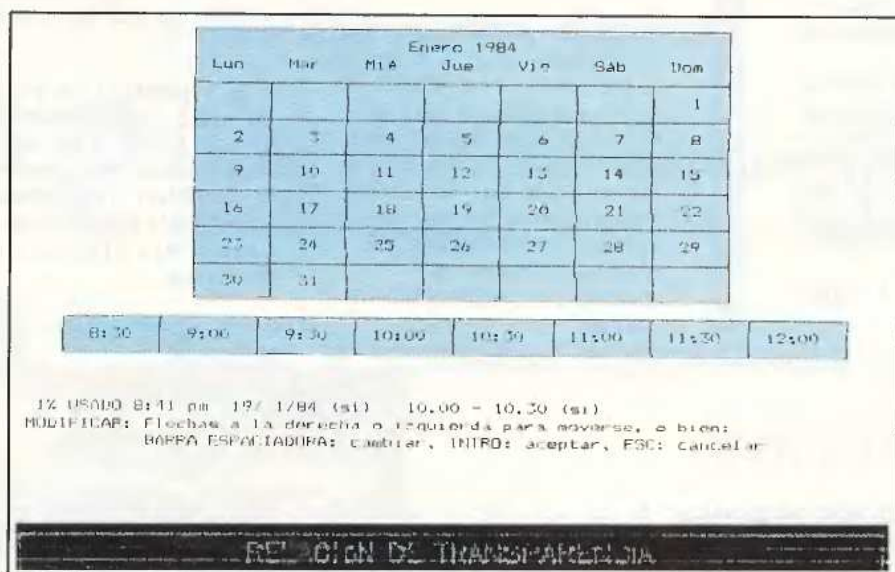 Enero 1984
Lun Mar MiA Jue Vie Sáb Dom
1
2 3 4 5 6 7 8
9 10 11 12 13 14 15
16 17 18 19 20 21 22
23 24 25 26 27 28 29
30 31
8:30 9:00 9:30 10:00 10:30 11:00 11:30 12:00
1% USADO 8:41 pm 19/ 1/84 (si) 10.00 - 10.30 (si)
MODIFICAR: Flechas a la derecha o izquierda para moverse, o bien:
BARRA ESPACIADORA: cambiar, INTRO: aceptar, ESC: cancelar
RELACION DE TRANSPARENCIA